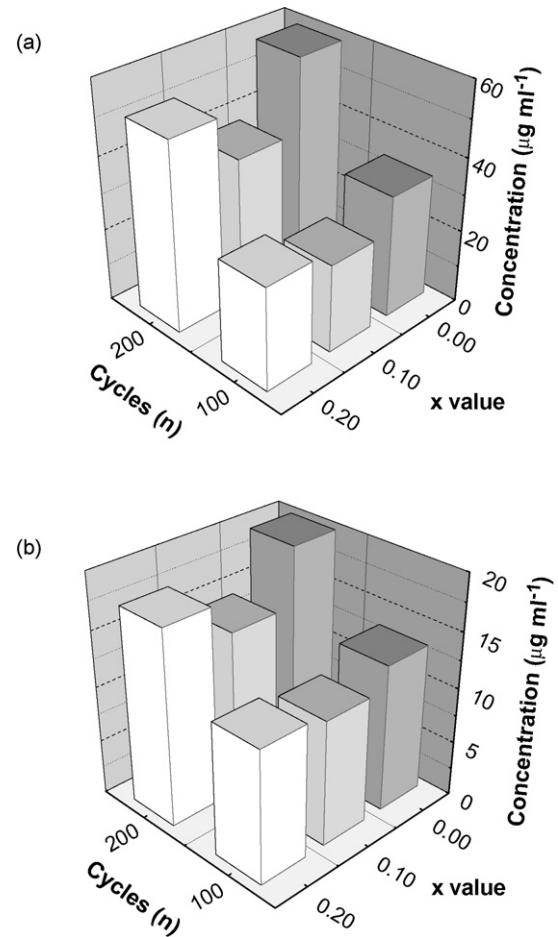 (a)
60
40
20
0
Concentration (µg ml-1)
0.00
0.10
0.20
x value
200
100
Cycles (n)
(b)
20
15
10
5
0
Concentration (µg ml-1)
0.00
0.10
0.20
x value
200
100
Cycles (n)